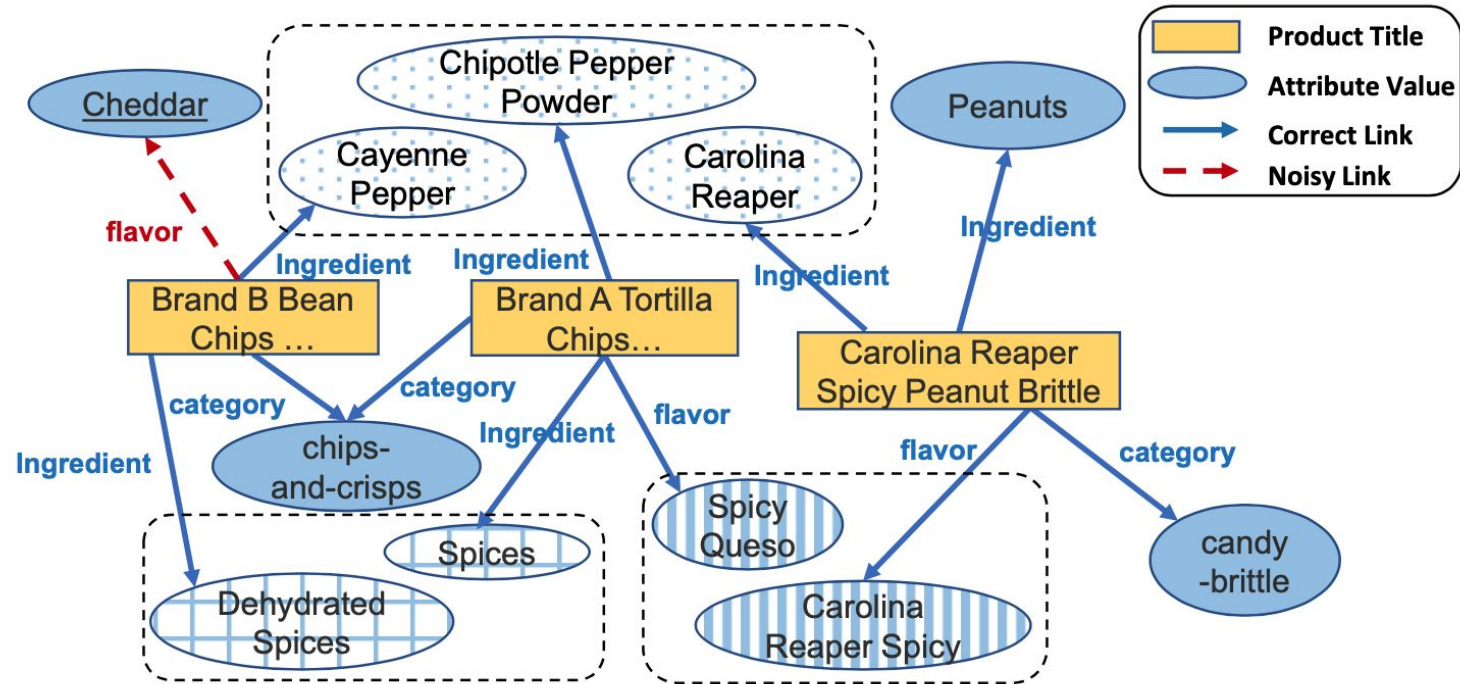 Product Title
Attribute Value
Correct Link
Noisy Link
Chipotle Pepper
Powder
Cheddar
Peanuts
Cayenne
Pepper
Carolina
Reaper
flavor
Ingredient
Ingredient
Ingredient
Ingredient
Brand B Bean
Chips ...
Brand A Tortilla
Chips...
Carolina Reaper
Spicy Peanut Brittle
category
category
flavor
Ingredient
Ingredient
flavor
category
chips-
and-crisps
Spicy
Queso
Spices
candy
-brittle
Dehydrated
Spices
Carolina
Reaper Spicy